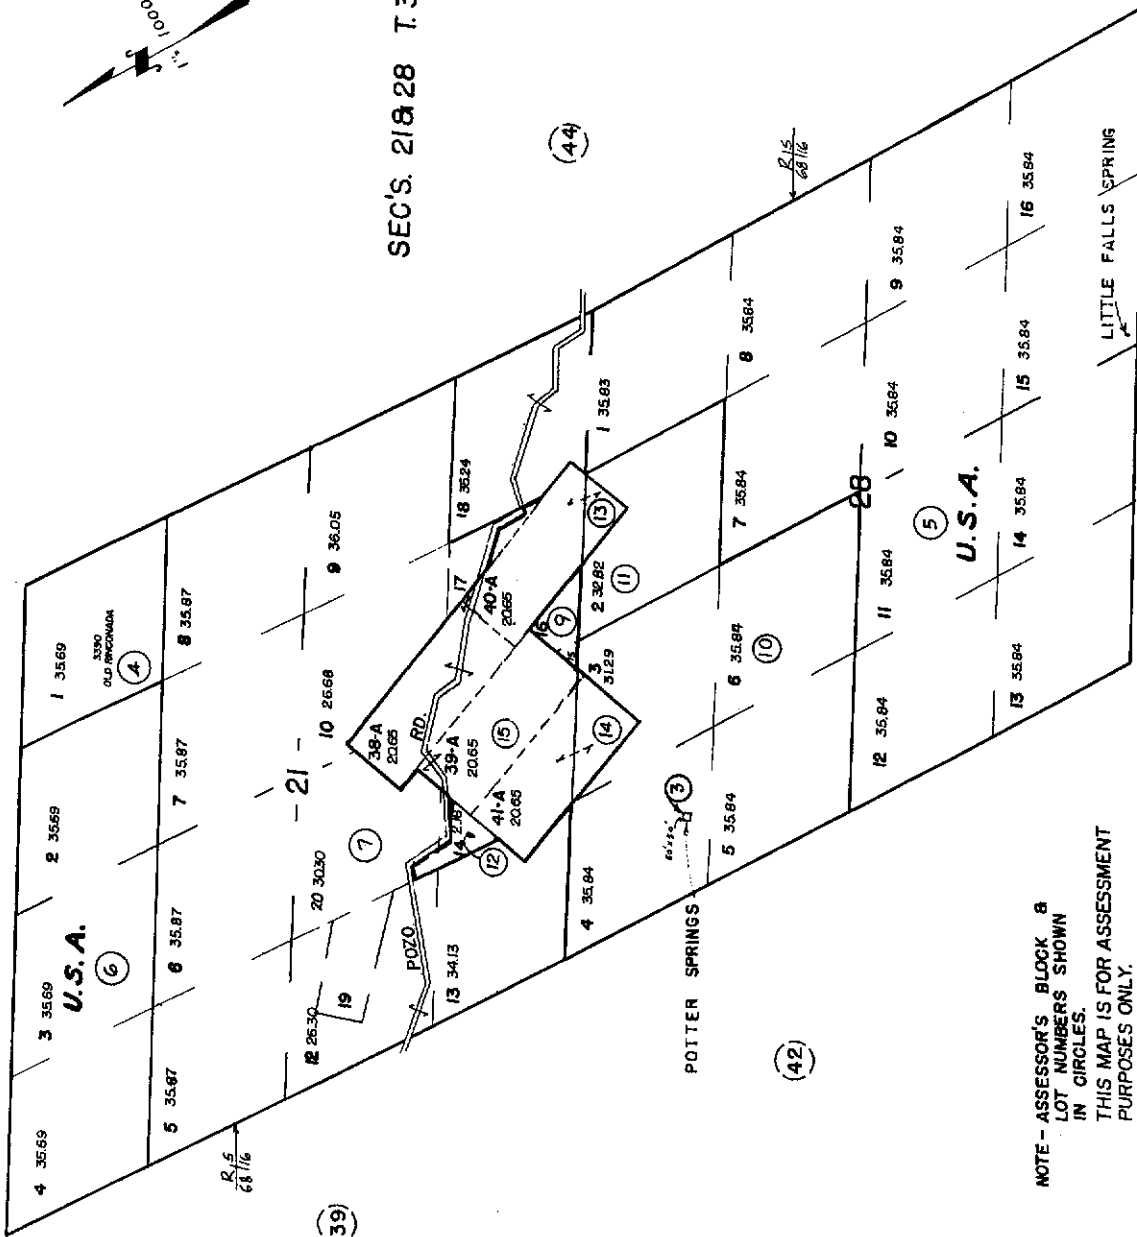 1" = 1000
N
SEC'S. 21 & 28 T. 3
(44)
(39)
(42)
R/S
68/16
R/S
68/16
4 35.69
3 35.69
2 35.69
1 35.69
U.S.A.
6
3390
OLD RINCONADA
4
5 35.87
6 35.87
7 35.87
8 35.87
21
12 26.30
20 30.30
10 26.68
9 36.05
19
7
POZO
RD.
13 34.13
14 2.18
12
18 35.24
17
38-A
20.65
39-A
20.65
40-A
20.65
41-A
20.65
15
14
13
16
9
4 35.84
3
31.29
2 32.82
11
1 35.83
POTTER SPRINGS
3
5 35.84
6 35.84
10
7 35.84
8 35.84
28
12 35.84
11 35.84
10 35.84
9 35.84
5
U.S.A.
13 35.84
14 35.84
15 35.84
16 35.84
LITTLE FALLS SPRING
NOTE - ASSESSOR'S BLOCK &
LOT NUMBERS SHOWN
IN CIRCLES.
THIS MAP IS FOR ASSESSMENT
PURPOSES ONLY.